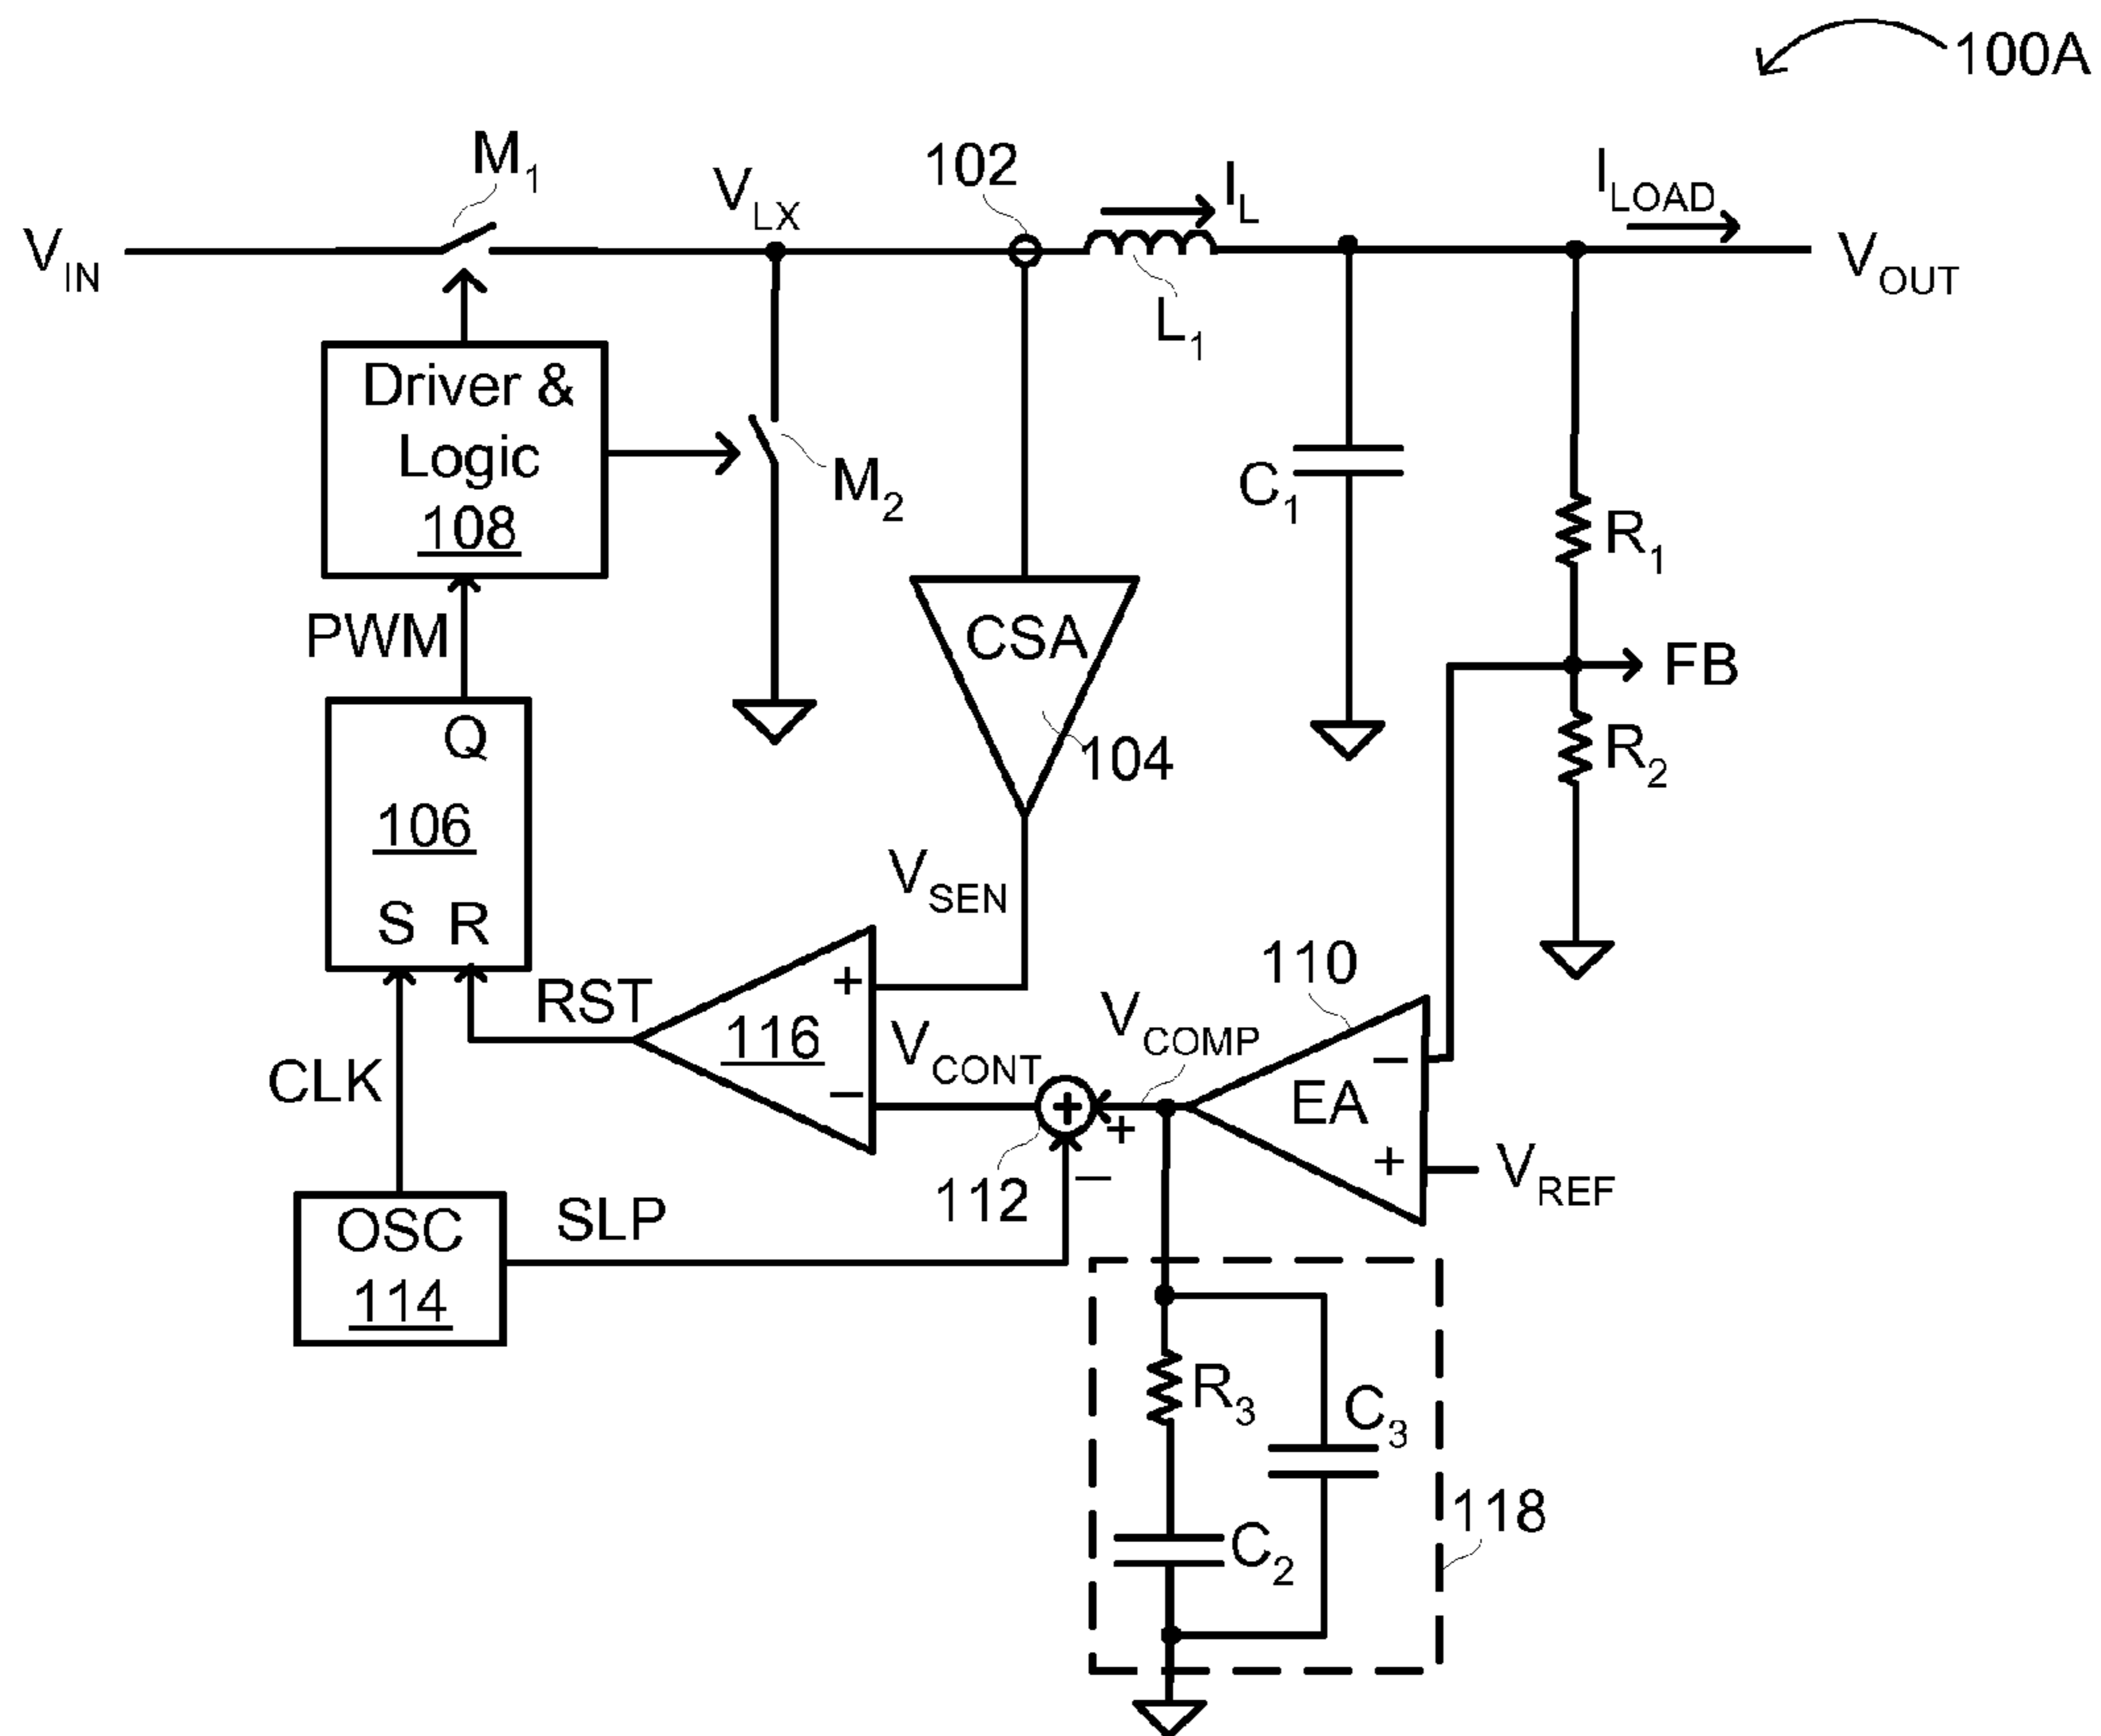 100A
M1
102
IL
ILOAD
VIN
VLX
VOUT
L1
Driver &
Logic
108
M2
C1
R1
PWM
CSA
FB
Q
104
R2
106
VSEN
S R
110
RST
+
VCOMP
−
116
VCONT
EA
CLK
−
+
+
+
VREF
−
112
OSC
SLP
114
R3
C3
118
C2